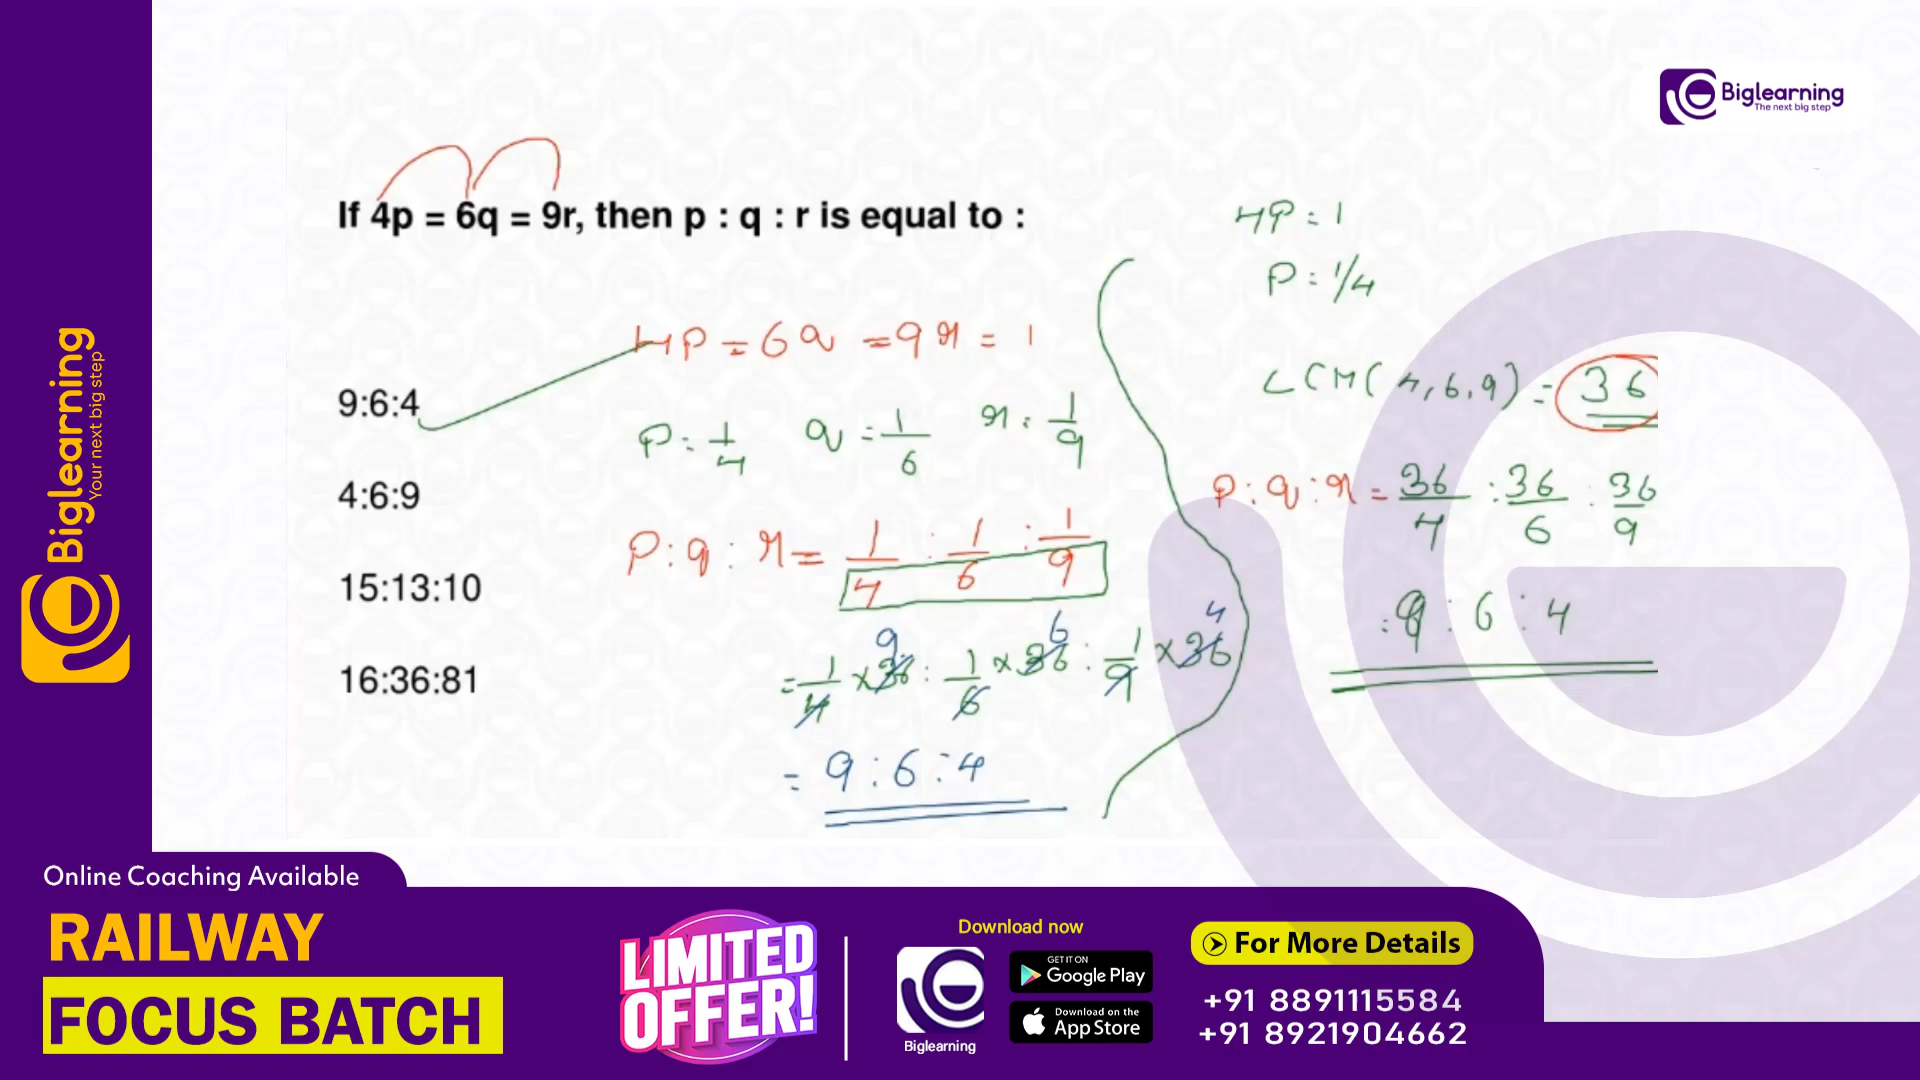 Biglearning
The next big step
If 4p = 6q = 9r, then p : q : r is equal to :
9:6:4
4:6:9
15:13:10
16:36:81
4p = 6q = 9r = 1
p = 1/4 q = 1/6 r = 1/9
p : q : r = 1/4 : 1/6 : 1/9
= 1/4 × 36 : 1/6 × 36 : 1/9 × 36
9 6 4
= 9 : 6 : 4
4p = 1
p = 1/4
LCM(4,6,9) = 36
p : q : r = 36/4 : 36/6 : 36/9
= 9 : 6 : 4
Biglearning
Your next big step
Online Coaching Available
RAILWAY
FOCUS BATCH
LIMITED
OFFER!
Download now
Biglearning
GET IT ON
Google Play
Download on the
App Store
For More Details
+91 8891115584
+91 8921904662